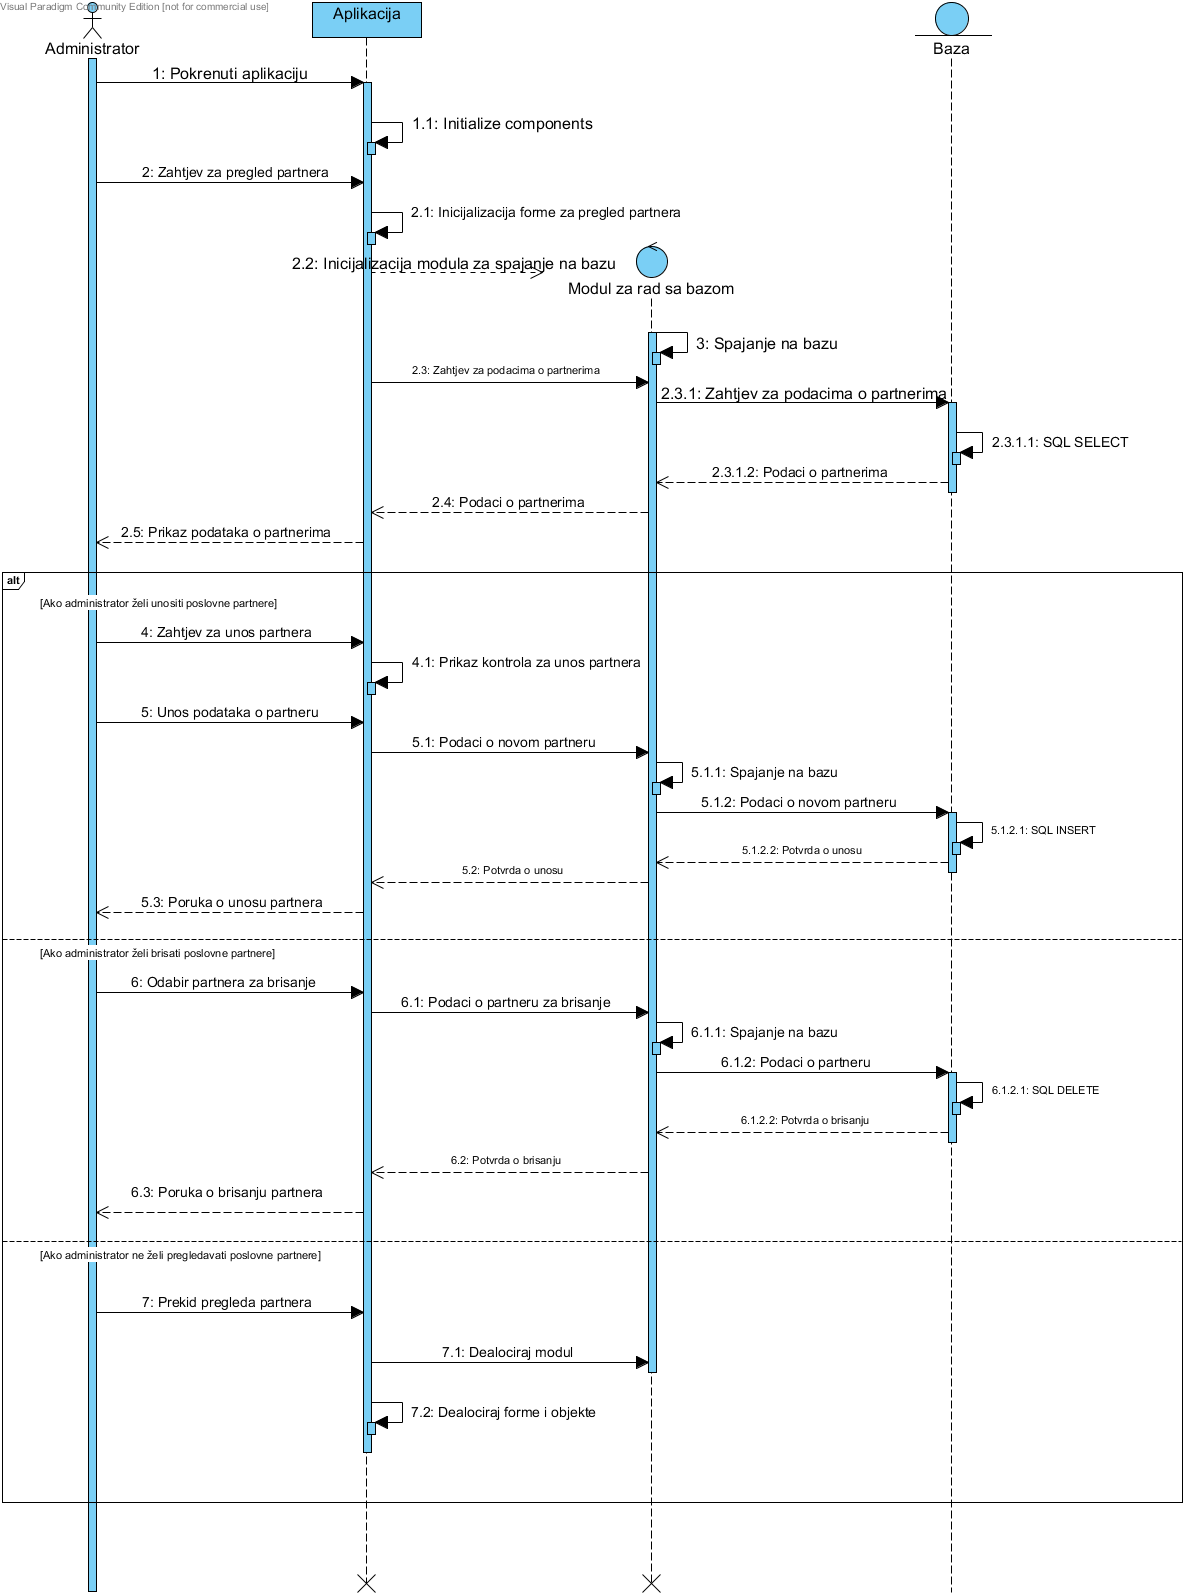 Visual Paradigm Community Edition [not for commercial use]
Aplikacija
Administrator
Baza
1: Pokrenuti aplikaciju
1.1: Initialize components
2: Zahtjev za pregled partnera
2.1: Inicijalizacija forme za pregled partnera
2.2: Inicijalizacija modula za spajanje na bazu
Modul za rad sa bazom
3: Spajanje na bazu
2.3: Zahtjev za podacima o partnerima
2.3.1: Zahtjev za podacima o partnerima
2.3.1.1: SQL SELECT
2.3.1.2: Podaci o partnerima
2.4: Podaci o partnerima
2.5: Prikaz podataka o partnerima
alt
[Ako administrator želi unositi poslovne partnere]
4: Zahtjev za unos partnera
4.1: Prikaz kontrola za unos partnera
5: Unos podataka o partneru
5.1: Podaci o novom partneru
5.1.1: Spajanje na bazu
5.1.2: Podaci o novom partneru
5.1.2.1: SQL INSERT
5.1.2.2: Potvrda o unosu
5.2: Potvrda o unosu
5.3: Poruka o unosu partnera
[Ako administrator želi brisati poslovne partnere]
6: Odabir partnera za brisanje
6.1: Podaci o partneru za brisanje
6.1.1: Spajanje na bazu
6.1.2: Podaci o partneru
6.1.2.1: SQL DELETE
6.1.2.2: Potvrda o brisanju
6.2: Potvrda o brisanju
6.3: Poruka o brisanju partnera
[Ako administrator ne želi pregledavati poslovne partnere]
7: Prekid pregleda partnera
7.1: Dealociraj modul
7.2: Dealociraj forme i objekte